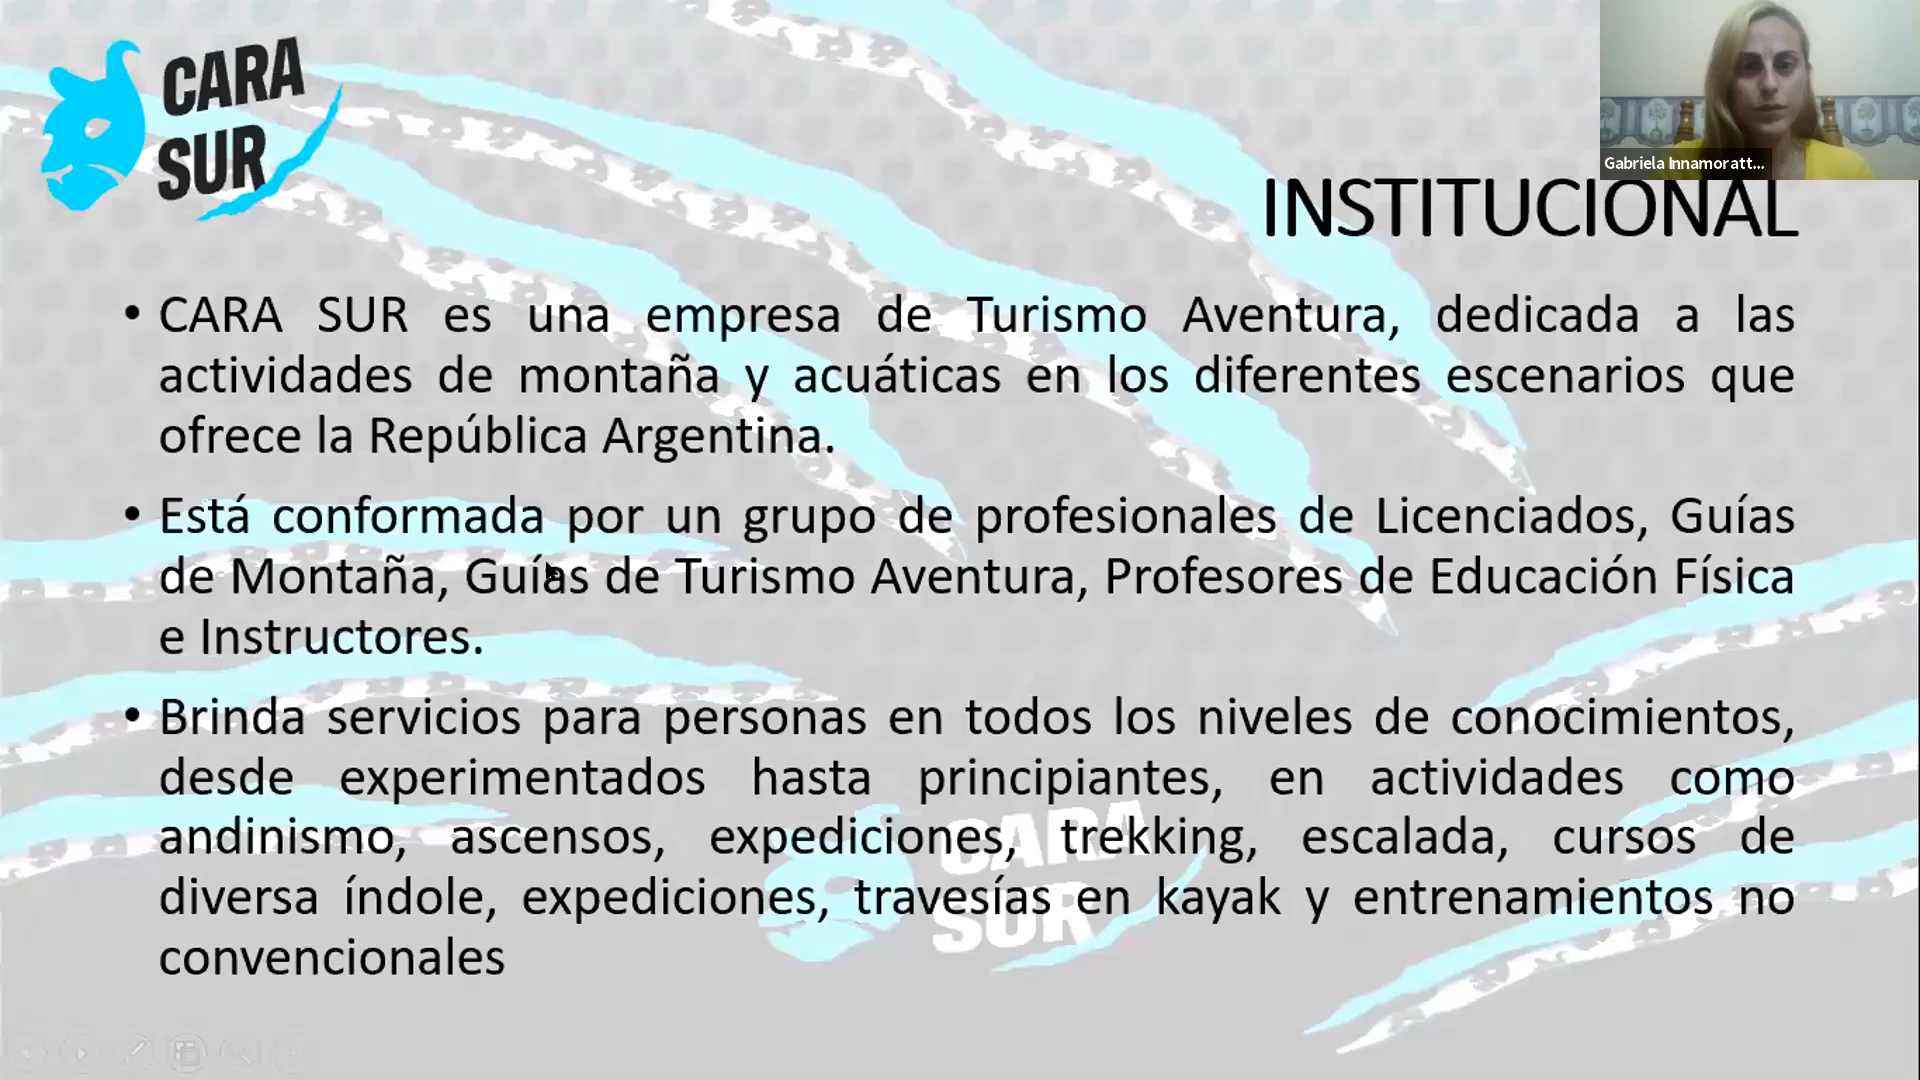 CARA
SUR
Gabriela Innamoratt...
INSTITUCIONAL
• CARA SUR es una empresa de Turismo Aventura, dedicada a las
actividades de montaña y acuáticas en los diferentes escenarios que
ofrece la República Argentina.
• Está conformada por un grupo de profesionales de Licenciados, Guías
de Montaña, Guías de Turismo Aventura, Profesores de Educación Física
e Instructores.
• Brinda servicios para personas en todos los niveles de conocimientos,
desde experimentados hasta principiantes, en actividades como
andinismo, ascensos, expediciones, trekking, escalada, cursos de
diversa índole, expediciones, travesías en kayak y entrenamientos no
convencionales
CARA
SUR